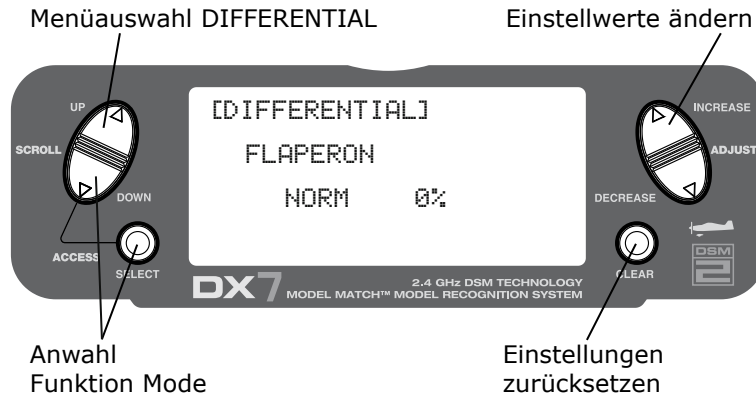 Menüauswahl DIFFERENTIAL
Einstellwerte ändern
UP
SCROLL
DOWN
ACCESS
SELECT
[DIFFERENTIAL]
FLAPERON
NORM 0%
INCREASE
ADJUST
DECREASE
CLEAR
DSM
2
DX7
2.4 GHz DSM TECHNOLOGY
MODEL MATCH™ MODEL RECOGNITION SYSTEM
Anwahl
Funktion Mode
Einstellungen
zurücksetzen